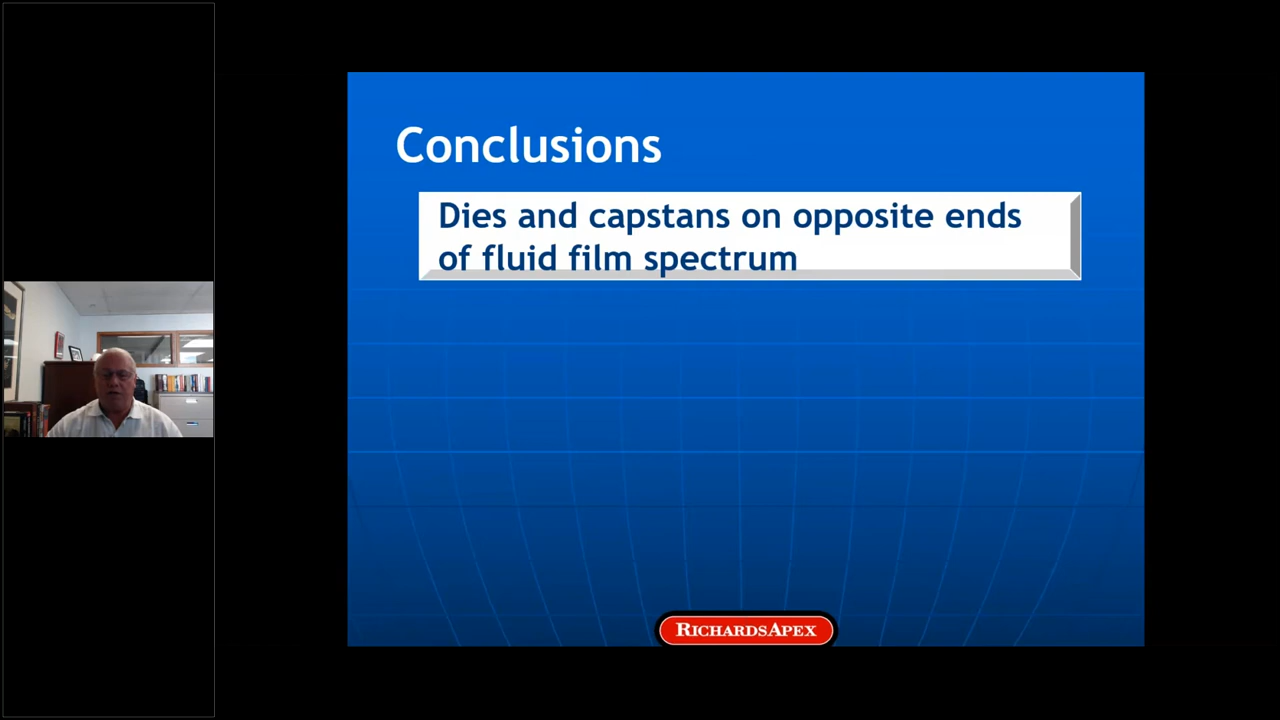 Conclusions
Dies and capstans on opposite ends
of fluid film spectrum
RICHARDSAPEX